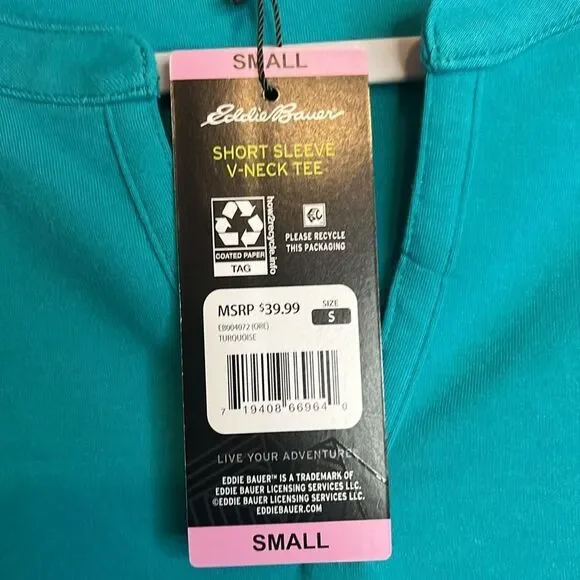 SMALL
Eddie Bauer
SHORT SLEEVE
V-NECK TEE
how2recycle.info
COATED PAPER
TAG
PLEASE RECYCLE
THIS PACKAGING
MSRP $39.99
SIZE
S
EB004072 (ORE)
TURQUOISE
7 19408 66964 0
LIVE YOUR ADVENTURE
EDDIE BAUER™ IS A TRADEMARK OF
EDDIE BAUER LICENSING SERVICES LLC.
©EDDIE BAUER LICENSING SERVICES LLC.
EDDIEBAUER.COM
SMALL